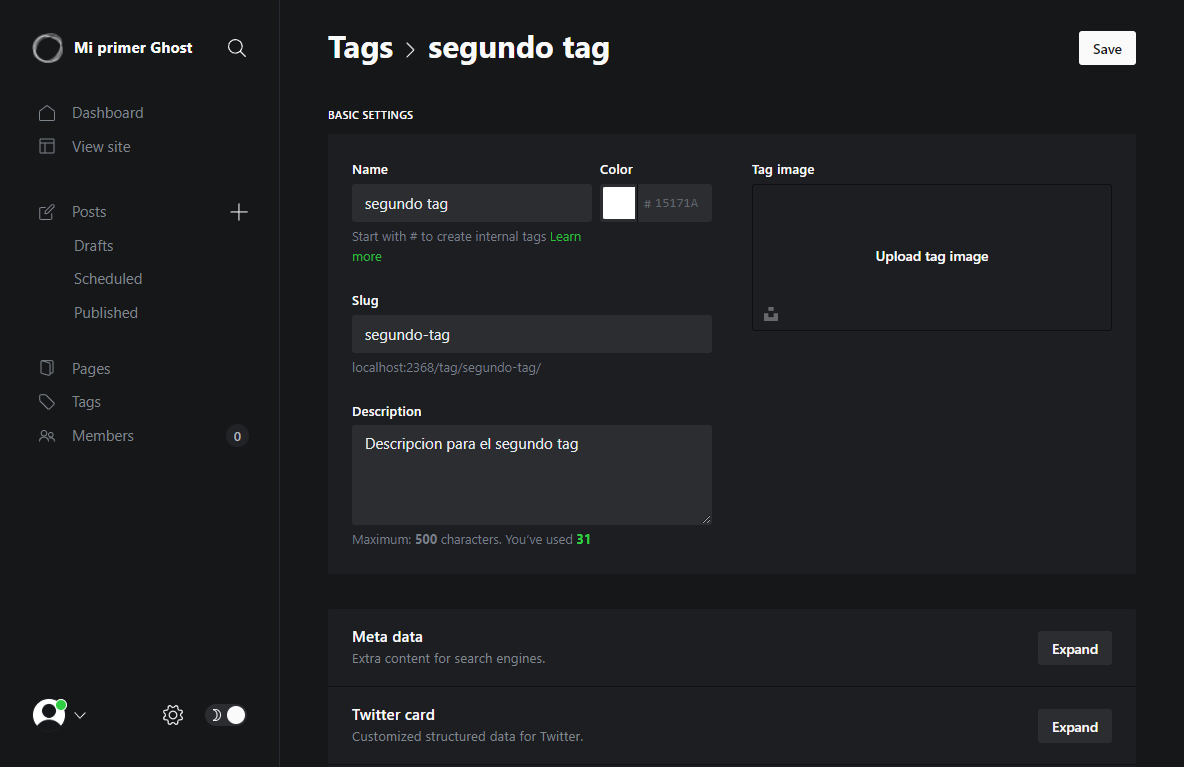 Mi primer Ghost
Dashboard
View site
Posts
Drafts
Scheduled
Published
Pages
Tags
Members 0
Tags > segundo tag
Save
BASIC SETTINGS
Name
segundo tag
Start with # to create internal tags Learn
more
Color
# 15171A
Slug
segundo-tag
localhost:2368/tag/segundo-tag/
Description
Descripcion para el segundo tag
Maximum: 500 characters. You’ve used 31
Tag image
Upload tag image
Meta data
Extra content for search engines.
Expand
Twitter card
Customized structured data for Twitter.
Expand